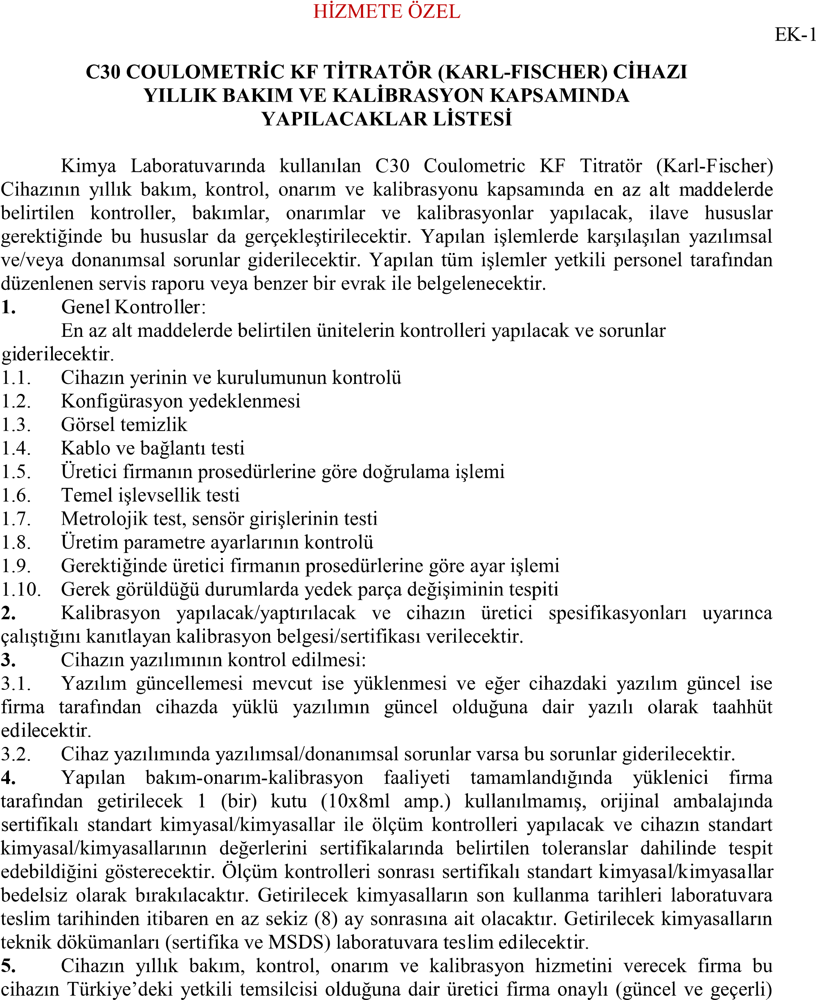 HİZMETE ÖZEL
EK-1
C30 COULOMETRİC KF TİTRATÖR (KARL-FISCHER) CİHAZI
YILLIK BAKIM VE KALİBRASYON KAPSAMINDA
YAPILACAKLAR LİSTESİ
Kimya Laboratuvarında kullanılan C30 Coulometric KF Titratör (Karl-Fischer)
Cihazının yıllık bakım, kontrol, onarım ve kalibrasyonu kapsamında en az alt maddelerde
belirtilen kontroller, bakımlar, onarımlar ve kalibrasyonlar yapılacak, ilave hususlar
gerektiğinde bu hususlar da gerçekleştirilecektir. Yapılan işlemlerde karşılaşılan yazılımsal
ve/veya donanımsal sorunlar giderilecektir. Yapılan tüm işlemler yetkili personel tarafından
düzenlenen servis raporu veya benzer bir evrak ile belgelenecektir.
1. Genel Kontroller:
En az alt maddelerde belirtilen ünitelerin kontrolleri yapılacak ve sorunlar
giderilecektir.
1.1. Cihazın yerinin ve kurulumunun kontrolü
1.2. Konfigürasyon yedeklenmesi
1.3. Görsel temizlik
1.4. Kablo ve bağlantı testi
1.5. Üretici firmanın prosedürlerine göre doğrulama işlemi
1.6. Temel işlevsellik testi
1.7. Metrolojik test, sensör girişlerinin testi
1.8. Üretim parametre ayarlarının kontrolü
1.9. Gerektiğinde üretici firmanın prosedürlerine göre ayar işlemi
1.10. Gerek görüldüğü durumlarda yedek parça değişiminin tespiti
2. Kalibrasyon yapılacak/yaptırılacak ve cihazın üretici spesifikasyonları uyarınca
çalıştığını kanıtlayan kalibrasyon belgesi/sertifikası verilecektir.
3. Cihazın yazılımının kontrol edilmesi:
3.1. Yazılım güncellemesi mevcut ise yüklenmesi ve eğer cihazdaki yazılım güncel ise
firma tarafından cihazda yüklü yazılımın güncel olduğuna dair yazılı olarak taahhüt
edilecektir.
3.2. Cihaz yazılımında yazılımsal/donanımsal sorunlar varsa bu sorunlar giderilecektir.
4. Yapılan bakım-onarım-kalibrasyon faaliyeti tamamlandığında yüklenici firma
tarafından getirilecek 1 (bir) kutu (10x8ml amp.) kullanılmamış, orijinal ambalajında
sertifikalı standart kimyasal/kimyasallar ile ölçüm kontrolleri yapılacak ve cihazın standart
kimyasal/kimyasallarının değerlerini sertifikalarında belirtilen toleranslar dahilinde tespit
edebildiğini gösterecektir. Ölçüm kontrolleri sonrası sertifikalı standart kimyasal/kimyasallar
bedelsiz olarak bırakılacaktır. Getirilecek kimyasalların son kullanma tarihleri laboratuvara
teslim tarihinden itibaren en az sekiz (8) ay sonrasına ait olacaktır. Getirilecek kimyasalların
teknik dökümanları (sertifika ve MSDS) laboratuvara teslim edilecektir.
5. Cihazın yıllık bakım, kontrol, onarım ve kalibrasyon hizmetini verecek firma bu
cihazın Türkiye’deki yetkili temsilcisi olduğuna dair üretici firma onaylı (güncel ve geçerli)